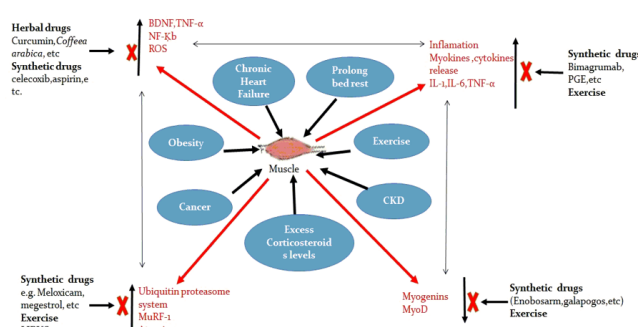 Herbal drugs
Curcumin,Coffeea
arabica, etc
Synthetic drugs
celecoxib,aspirin,e
tc.
BDNF,TNF-α
NF-Kb
ROS
Chronic
Heart
Failure
Prolong
bed rest
Inflamation
Myokines ,cytokines
release
IL-1,IL-6,TNF-α
Synthetic drugs
Bimagrumab,
PGE,etc
Exercise
Obesity
Exercise
Muscle
Cancer
CKD
Excess
Corticosteroid
s levels
Synthetic drugs
e.g. Meloxicam,
megestrol, etc
Exercise
Ubiquitin proteasome
system
MuRF-1
Myogenins
MyoD
Synthetic drugs
(Enobosarm,galapogos,etc)
Exercise